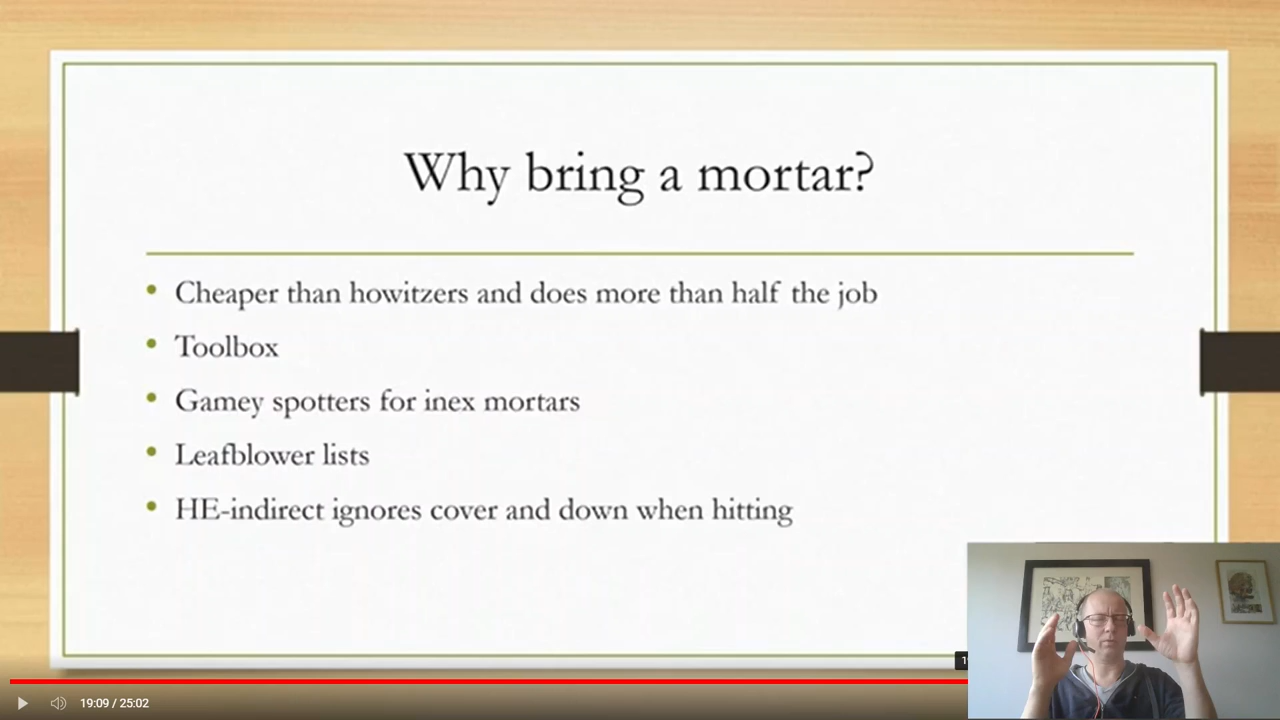 Why bring a mortar?
Cheaper than howitzers and does more than half the job
Toolbox
Gamey spotters for inex mortars
Leafblower lists
HE-indirect ignores cover and down when hitting
19:09 / 25:02